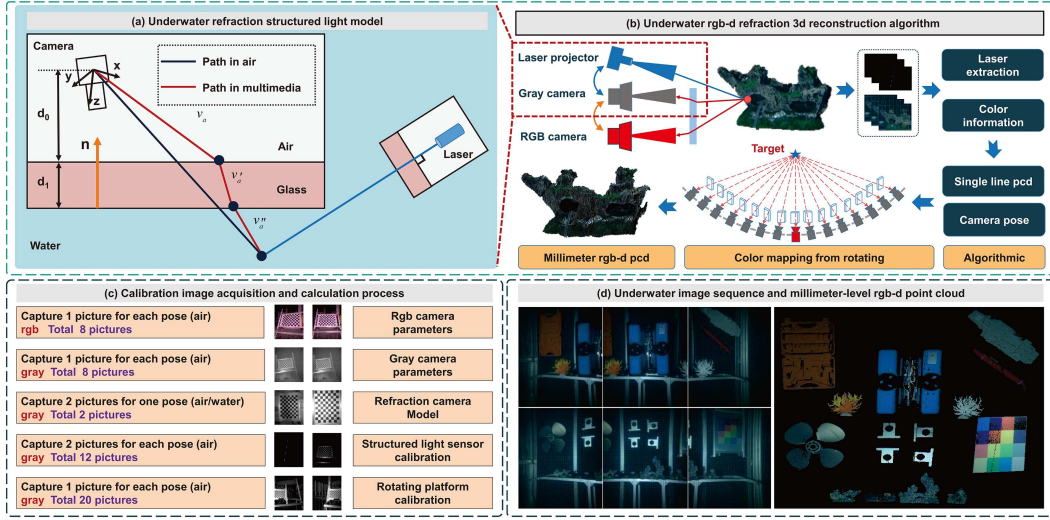 (a) Underwater refraction structured light model
Camera
x
y
z
d0
n
d1
Path in air
Path in multimedia
va
Air
va'
Glass
va''
Water
Laser
(b) Underwater rgb-d refraction 3d reconstruction algorithm
Laser projector
Gray camera
RGB camera
Laser
extraction
Color
information
Target
Single line pcd
Camera pose
Millimeter rgb-d pcd
Color mapping from rotating
Algorithmic
(c) Calibration image acquisition and calculation process
Capture 1 picture for each pose (air)
rgb Total 8 pictures
Rgb camera
parameters
Capture 1 picture for each pose (air)
gray Total 8 pictures
Gray camera
parameters
Capture 2 pictures for one pose (air/water)
gray Total 2 pictures
Refraction camera
Model
Capture 2 pictures for each pose (air)
gray Total 12 pictures
Structured light sensor
calibration
Capture 1 picture for each pose (air)
gray Total 20 pictures
Rotating platform
calibration
(d) Underwater image sequence and millimeter-level rgb-d point cloud